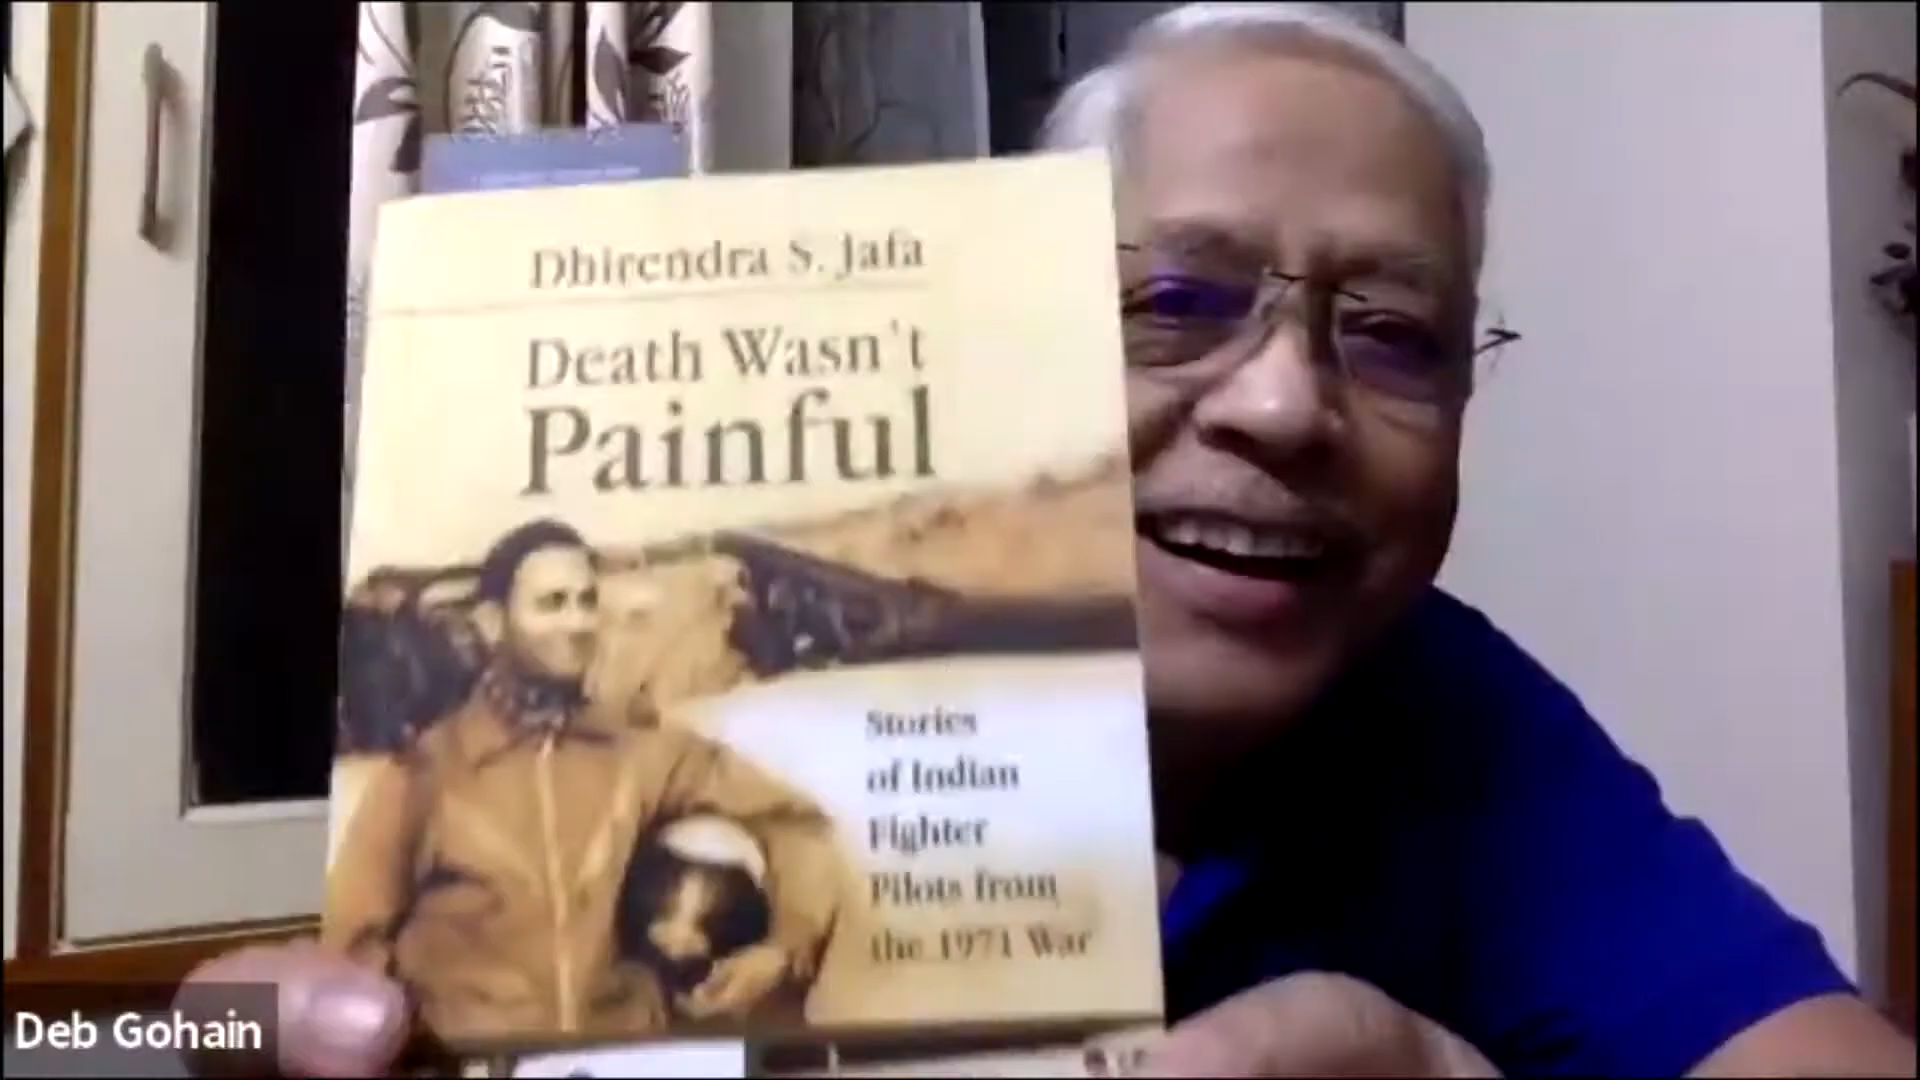 Dhirendra S. Jafa
Death Wasn't
Painful
Stories
of Indian
Fighter
Pilots from
the 1971 War
Deb Gohain